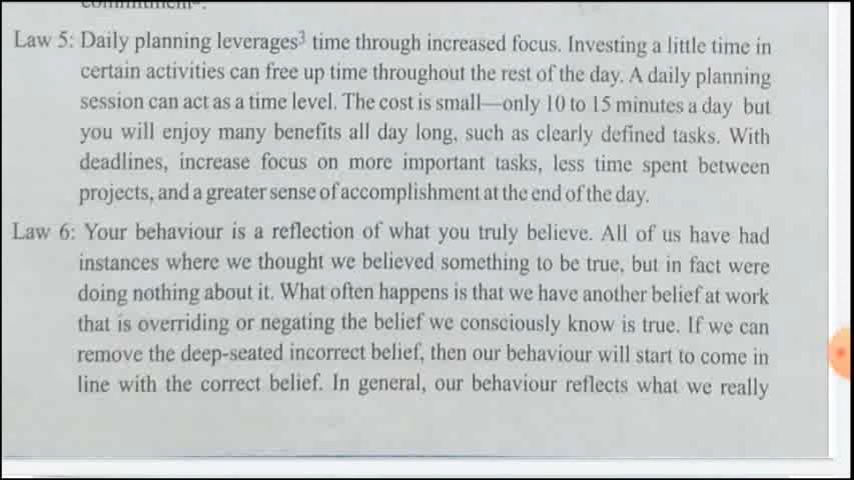 Law 5: Daily planning leverages³ time through increased focus. Investing a little time in
certain activities can free up time throughout the rest of the day. A daily planning
session can act as a time level. The cost is small—only 10 to 15 minutes a day but
you will enjoy many benefits all day long, such as clearly defined tasks. With
deadlines, increase focus on more important tasks, less time spent between
projects, and a greater sense of accomplishment at the end of the day.
Law 6: Your behaviour is a reflection of what you truly believe. All of us have had
instances where we thought we believed something to be true, but in fact were
doing nothing about it. What often happens is that we have another belief at work
that is overriding or negating the belief we consciously know is true. If we can
remove the deep-seated incorrect belief, then our behaviour will start to come in
line with the correct belief. In general, our behaviour reflects what we really